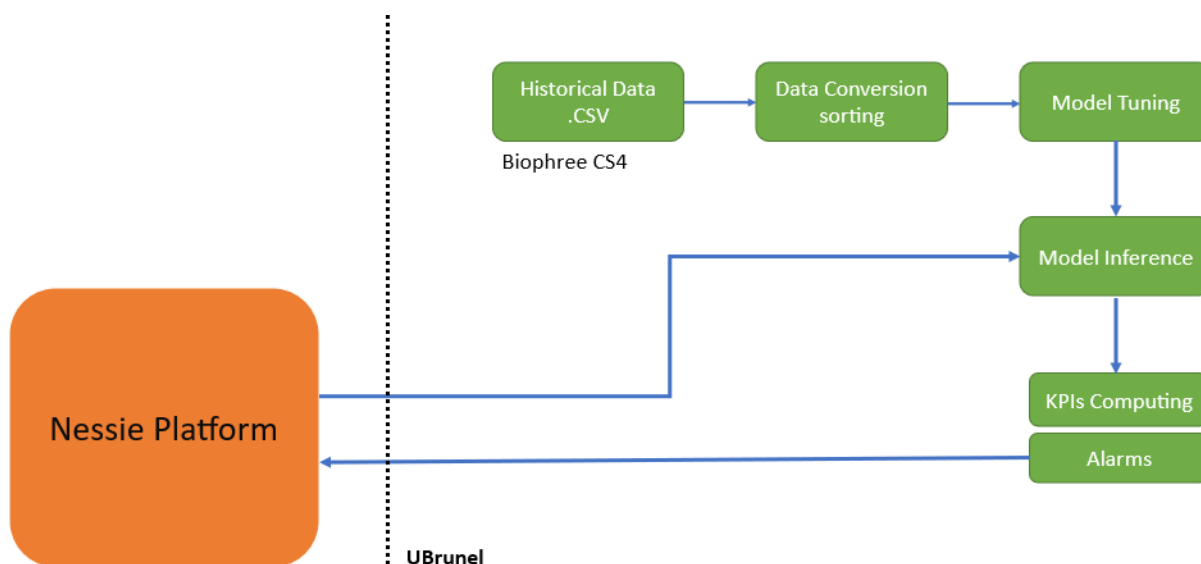 Historical Data
.CSV
Data Conversion
sorting
Model Tuning
Biophree CS4
Model Inference
Nessie Platform
KPIs Computing
Alarms
UBrunel